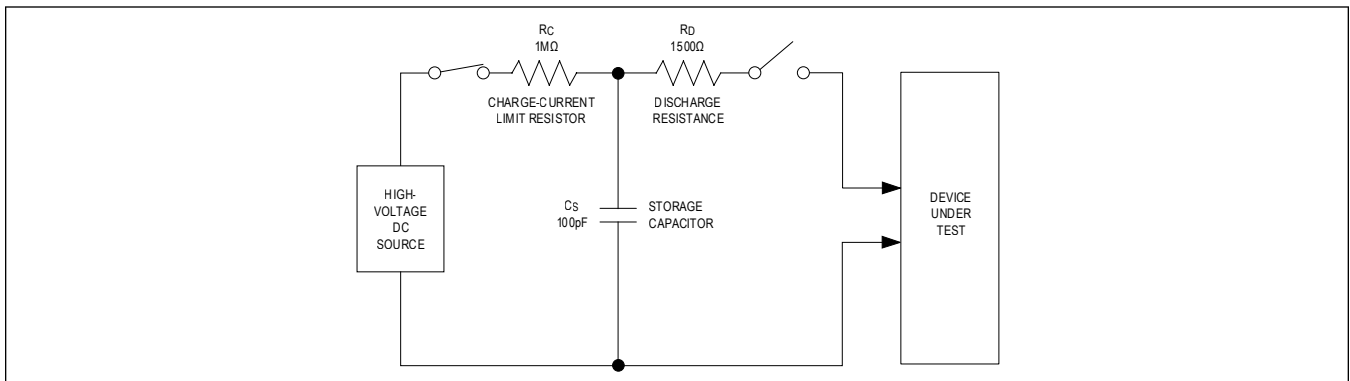 RC
1MΩ
CHARGE-CURRENT
LIMIT RESISTOR
RD
1500Ω
DISCHARGE
RESISTANCE
HIGH-
VOLTAGE
DC
SOURCE
CS
100pF
STORAGE
CAPACITOR
DEVICE
UNDER
TEST